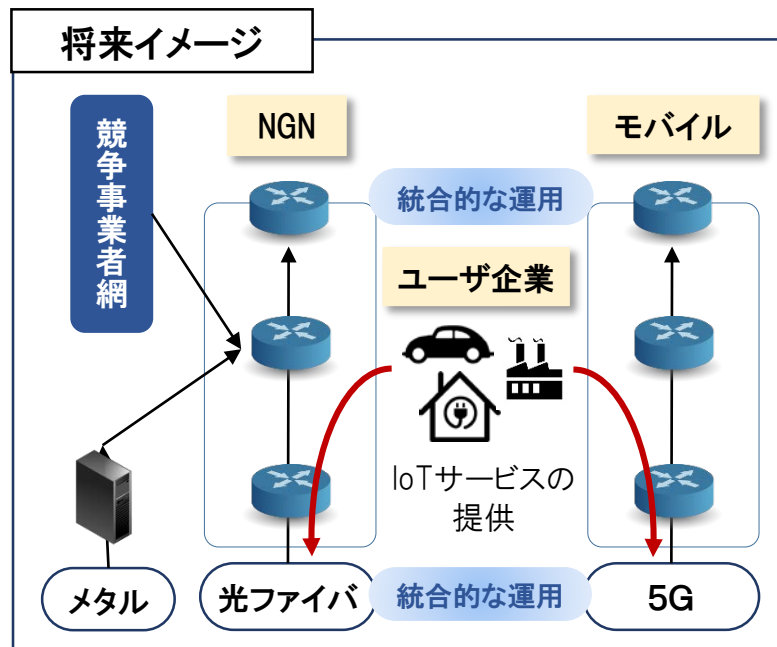 将来イメージ
競争事業者網
NGN
モバイル
統合的な運用
ユーザ企業
IoTサービスの
提供
メタル
光ファイバ
統合的な運用
5G